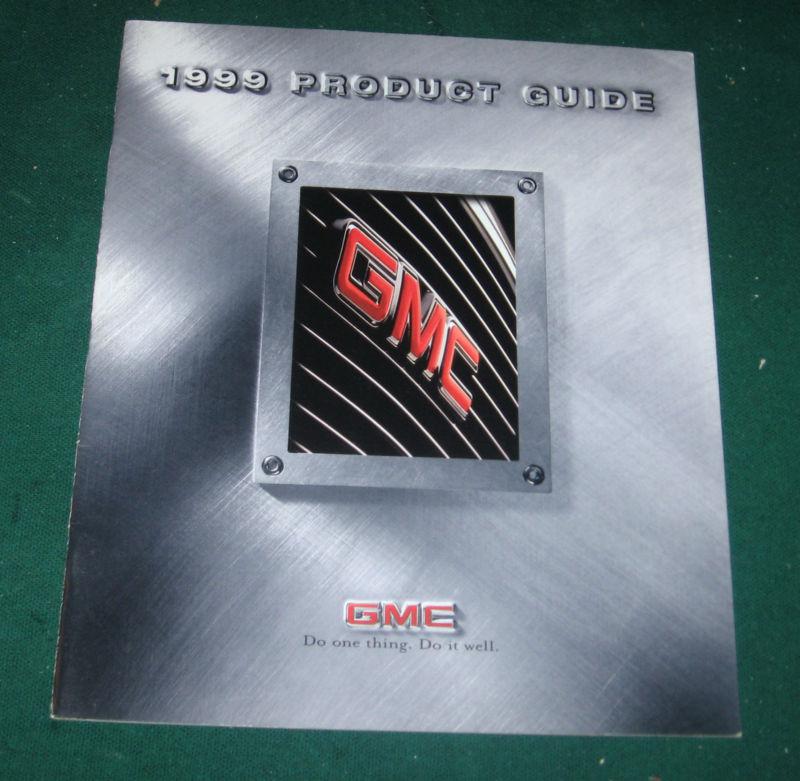 1999 PRODUCT GUIDE
GMC
GMC
Do one thing. Do it well.